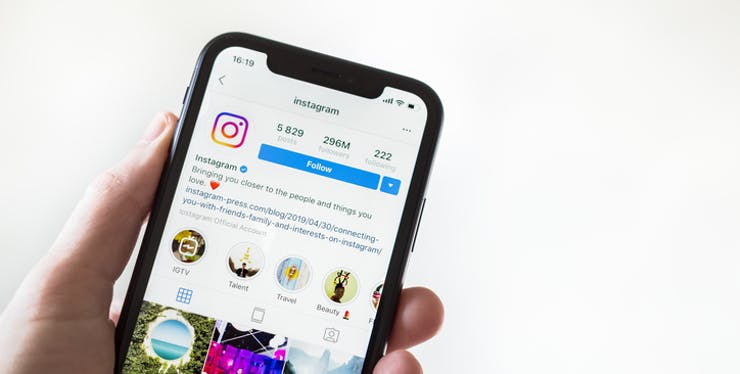 16:19
instagram
5 829
296M
222
posts
followers
following
Follow
Instagram
Bringing you closer to the people and things you
love. ❤️
instagram-press.com/blog/2019/04/30/connecting-
you-with-friends-family-and-interests-on-instagram/
Instagram Official Account
IGTV
Talent
Travel
Beauty 💄